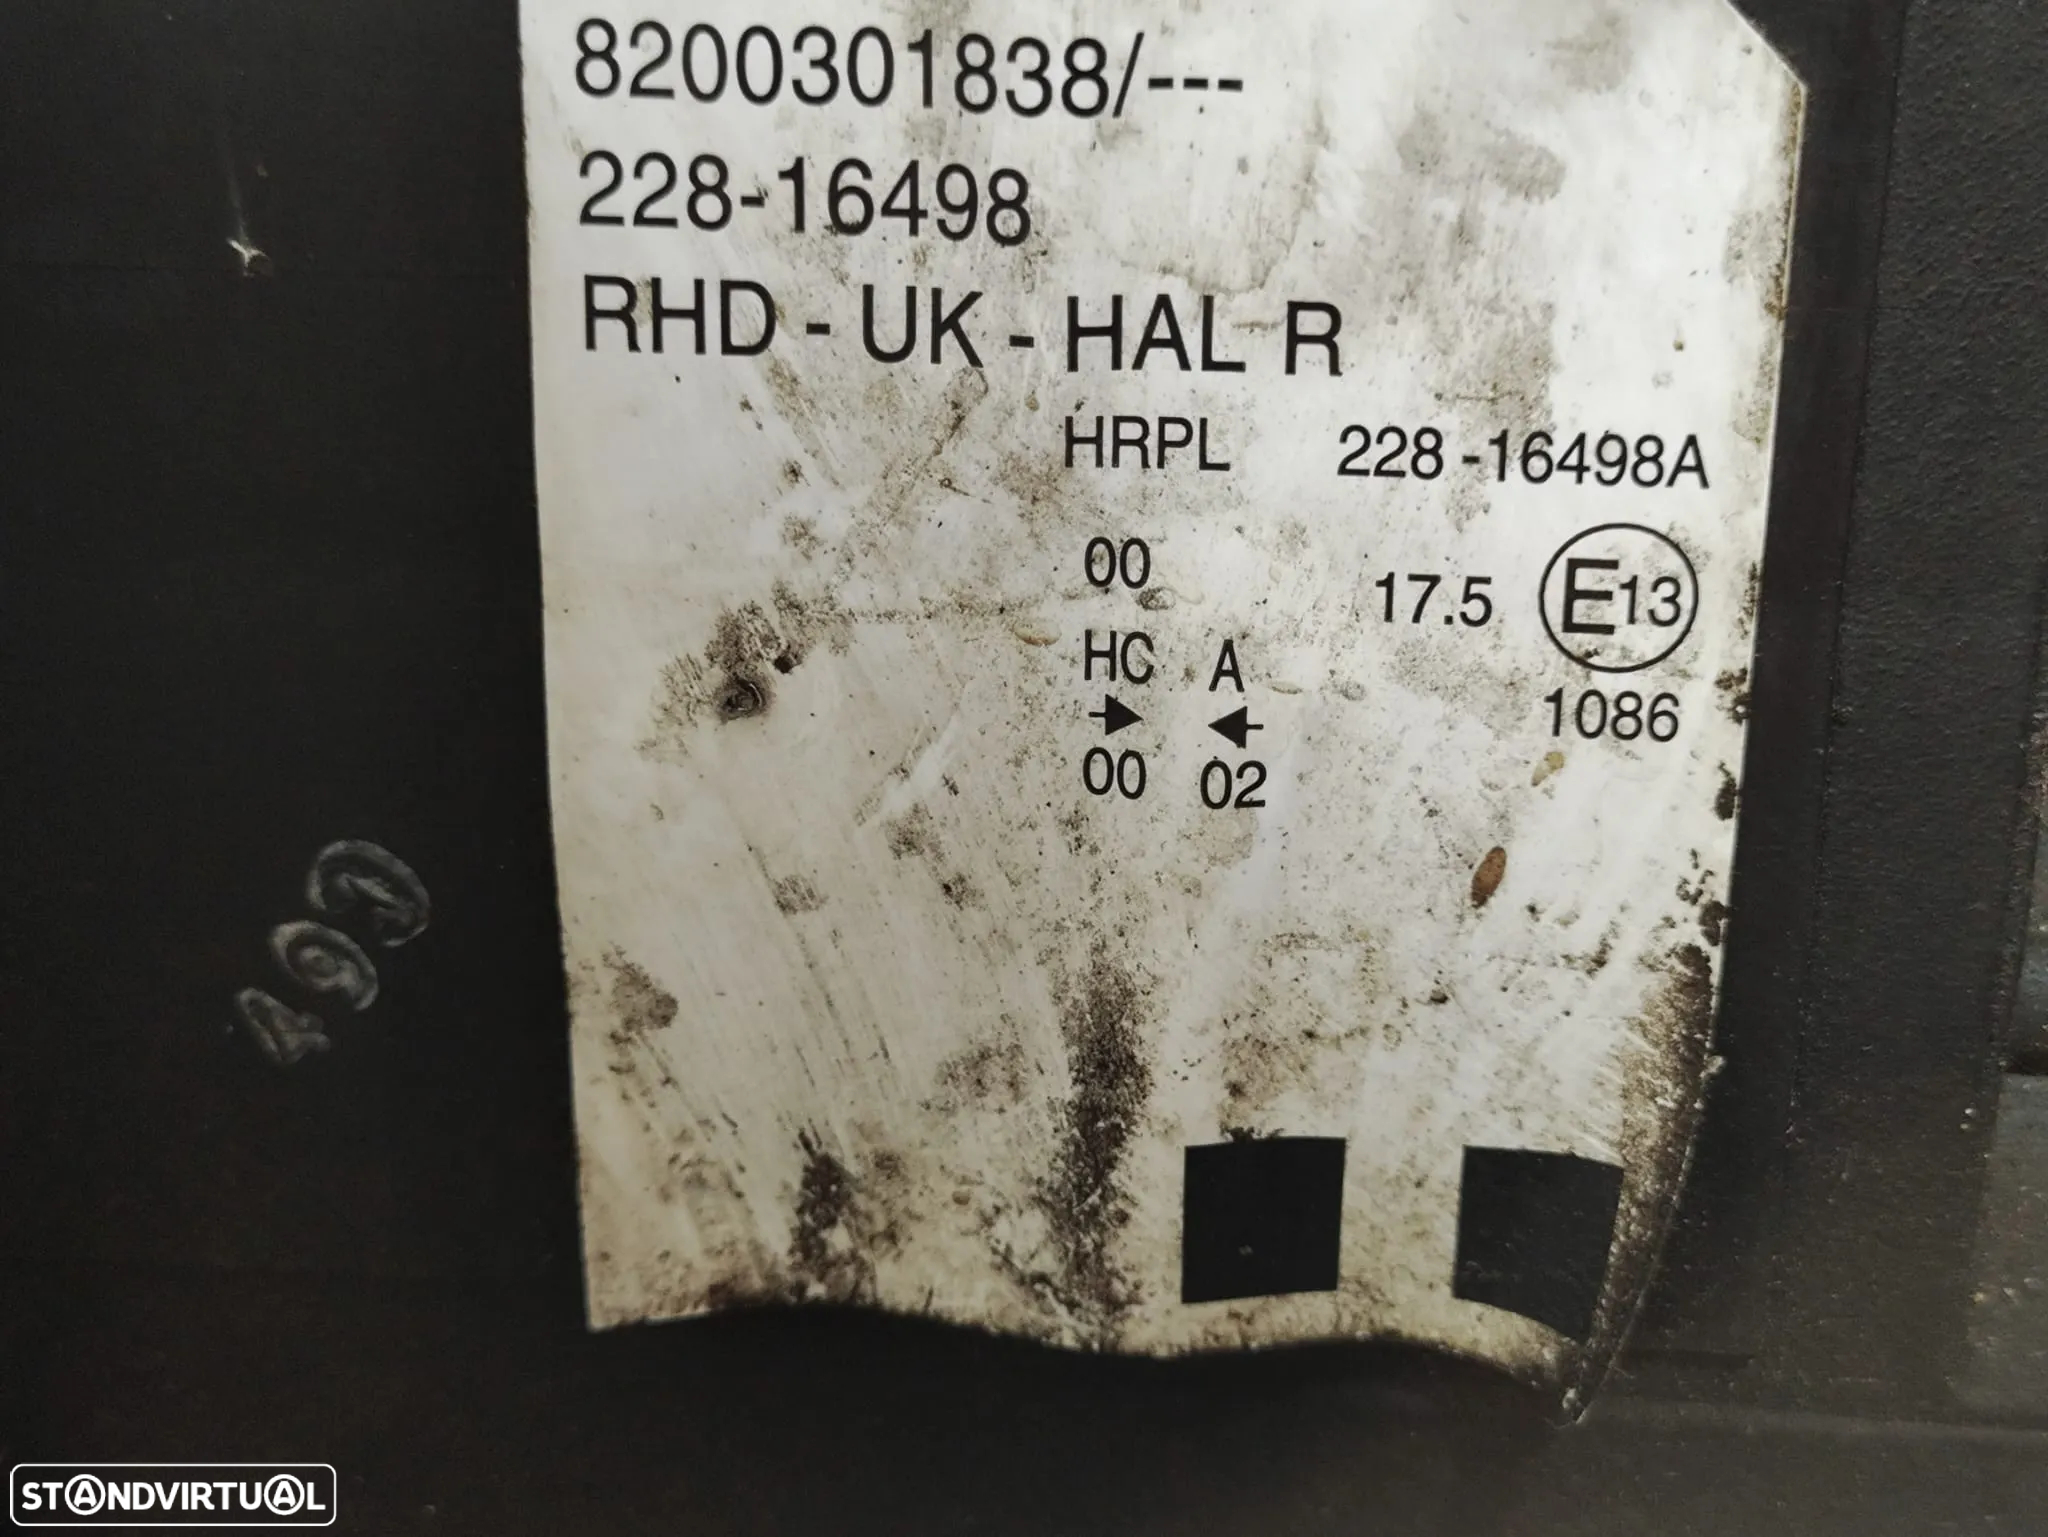 8200301838/---
228-16498
RHD - UK - HAL R
HRPL 228 -16498A
00 17.5 E13
HC A 1086
00 02
STANDVIRTUAL